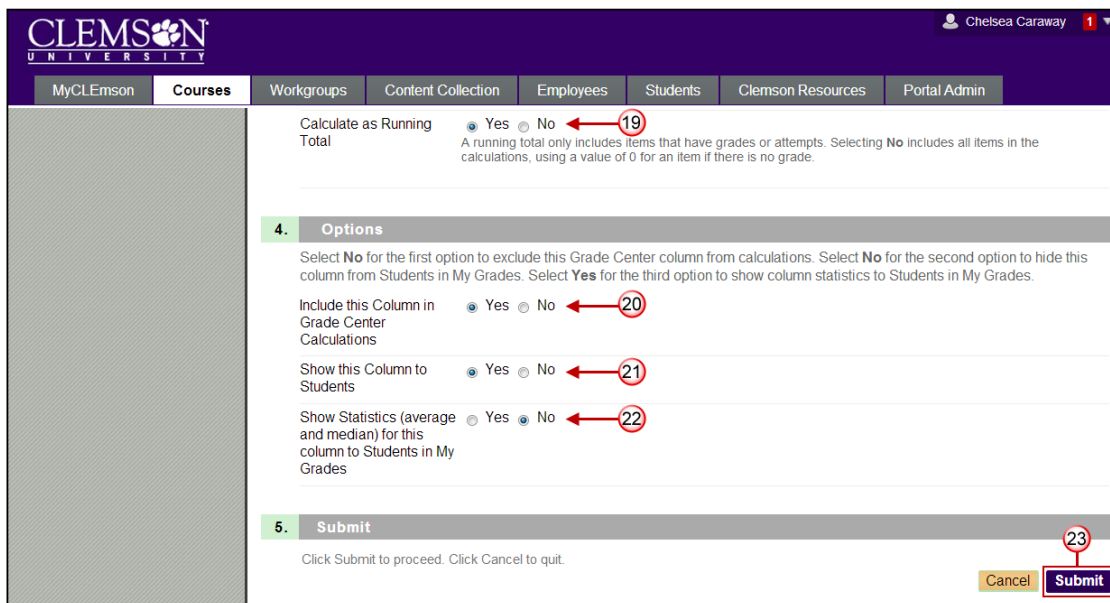 CLEMSON
UNIVERSITY
Chelsea Caraway 1
MyCLEmson Courses Workgroups Content Collection Employees Students Clemson Resources Portal Admin
Calculate as Running Total
Yes No 19
A running total only includes items that have grades or attempts. Selecting No includes all items in the
calculations, using a value of 0 for an item if there is no grade.
4. Options
Select No for the first option to exclude this Grade Center column from calculations. Select No for the second option to hide this
column from Students in My Grades. Select Yes for the third option to show column statistics to Students in My Grades.
Include this Column in
Grade Center
Calculations
Yes No 20
Show this Column to
Students
Yes No 21
Show Statistics (average
and median) for this
column to Students in My
Grades
Yes No 22
5. Submit
23
Click Submit to proceed. Click Cancel to quit.
Cancel Submit